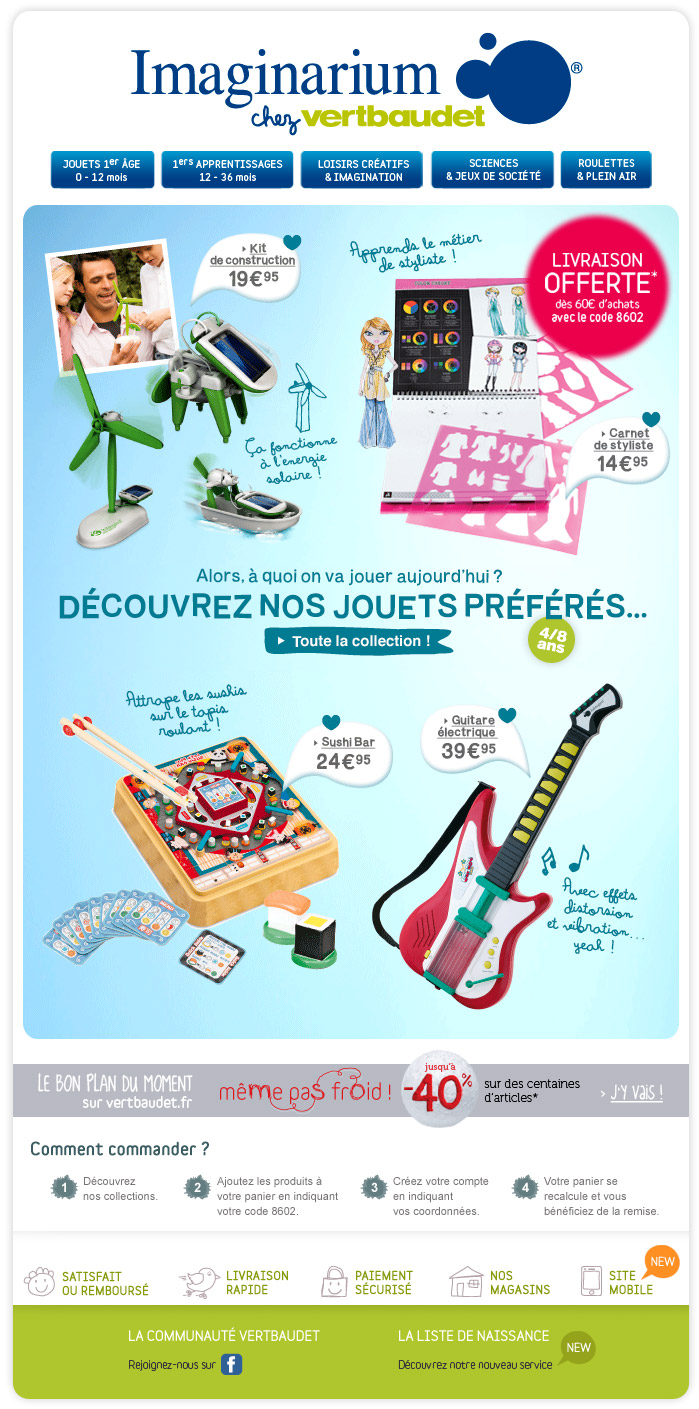 Imaginarium ®
chez vertbaudet
JOUETS 1er ÂGE
0 - 12 mois
1ers APPRENTISSAGES
12 - 36 mois
LOISIRS CRÉATIFS
& IMAGINATION
SCIENCES
& JEUX DE SOCIÉTÉ
ROULETTES
& PLEIN AIR
Kit
de construction
19€95
Apprends le métier
de styliste !
LIVRAISON
OFFERTE*
dès 60€ d'achats
avec le code 8602
Ça fonctionne
à l'énergie
solaire !
Carnet
de styliste
14€95
Alors, à quoi on va jouer aujourd'hui ?
DÉCOUVREZ NOS JOUETS PRÉFÉRÉS...
Toute la collection !
4/8
ans
Attrape les sushis
sur le tapis
roulant !
Sushi Bar
24€95
Guitare
électrique
39€95
Avec effets
distorsion
et vibration...
yeah !
LE BON PLAN DU MOMENT
sur vertbaudet.fr
même pas froid !
jusqu'à
-40%
sur des centaines
d'articles*
> J'Y VAIS !
Comment commander ?
1 Découvrez
nos collections.
2 Ajoutez les produits à
votre panier en indiquant
votre code 8602.
3 Créez votre compte
en indiquant
vos coordonnées.
4 Votre panier se
recalcule et vous
bénéficiez de la remise.
SATISFAIT
OU REMBOURSÉ
LIVRAISON
RAPIDE
PAIEMENT
SÉCURISÉ
NOS
MAGASINS
SITE
MOBILE
NEW
LA COMMUNAUTÉ VERTBAUDET
Rejoignez-nous sur f
LA LISTE DE NAISSANCE
Découvrez notre nouveau service
NEW